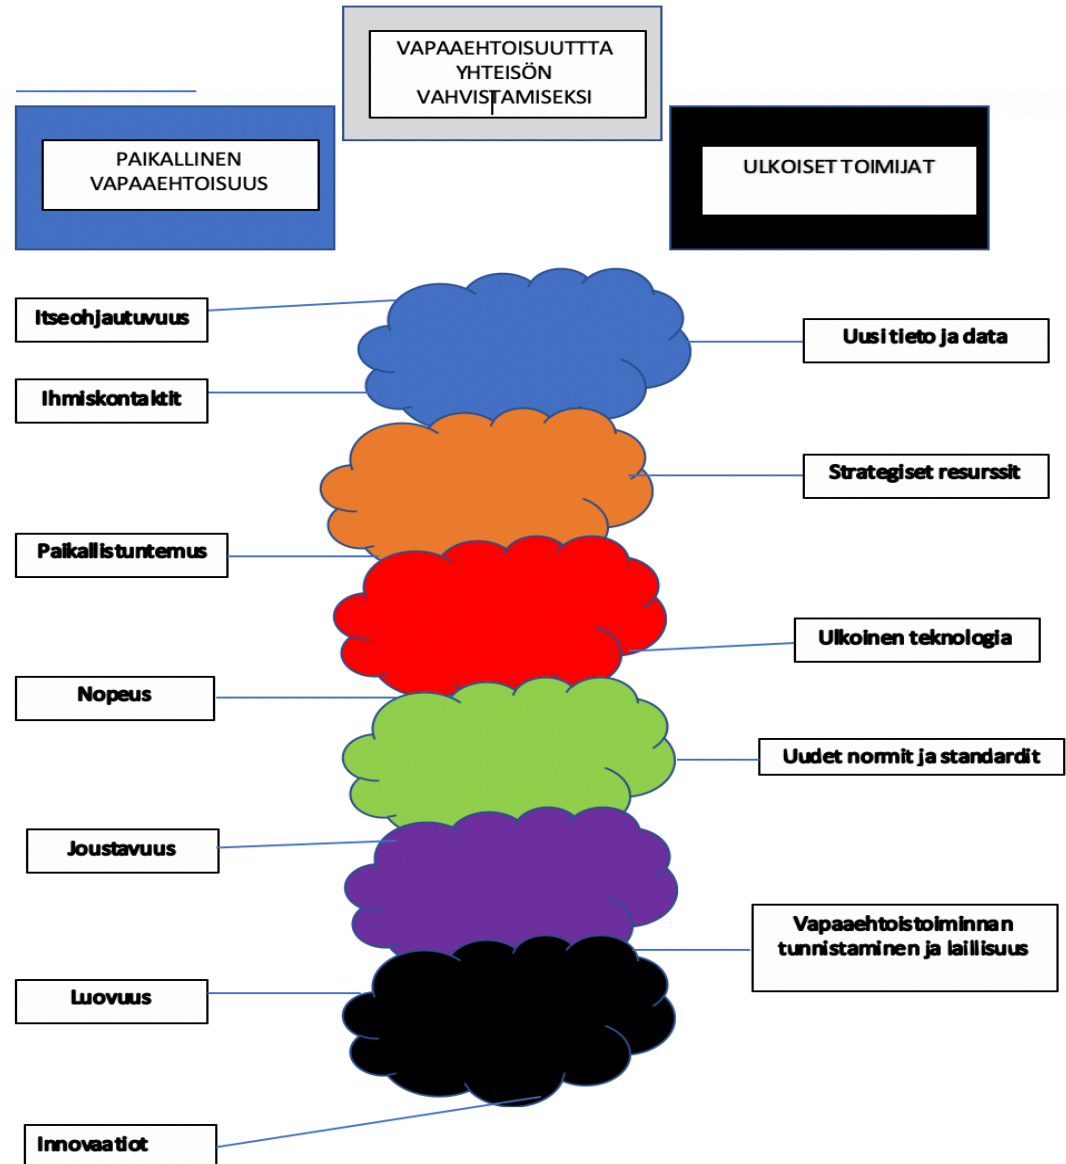 VAPAAEHTOISUUTTTA
YHTEISÖN
VAHVISTAMISEKSI
PAIKALLINEN
VAPAAEHTOISUUS
ULKOISET TOIMIJAT
Itseohjautuvuus
Uusi tieto ja data
Ihmiskontaktit
Strategiset resurssit
Paikallistuntemus
Ulkoinen teknologia
Nopeus
Uudet normit ja standardit
Joustavuus
Vapaaehtoistoiminnan
tunnistaminen ja laillisuus
Luovuus
Innovaatiot